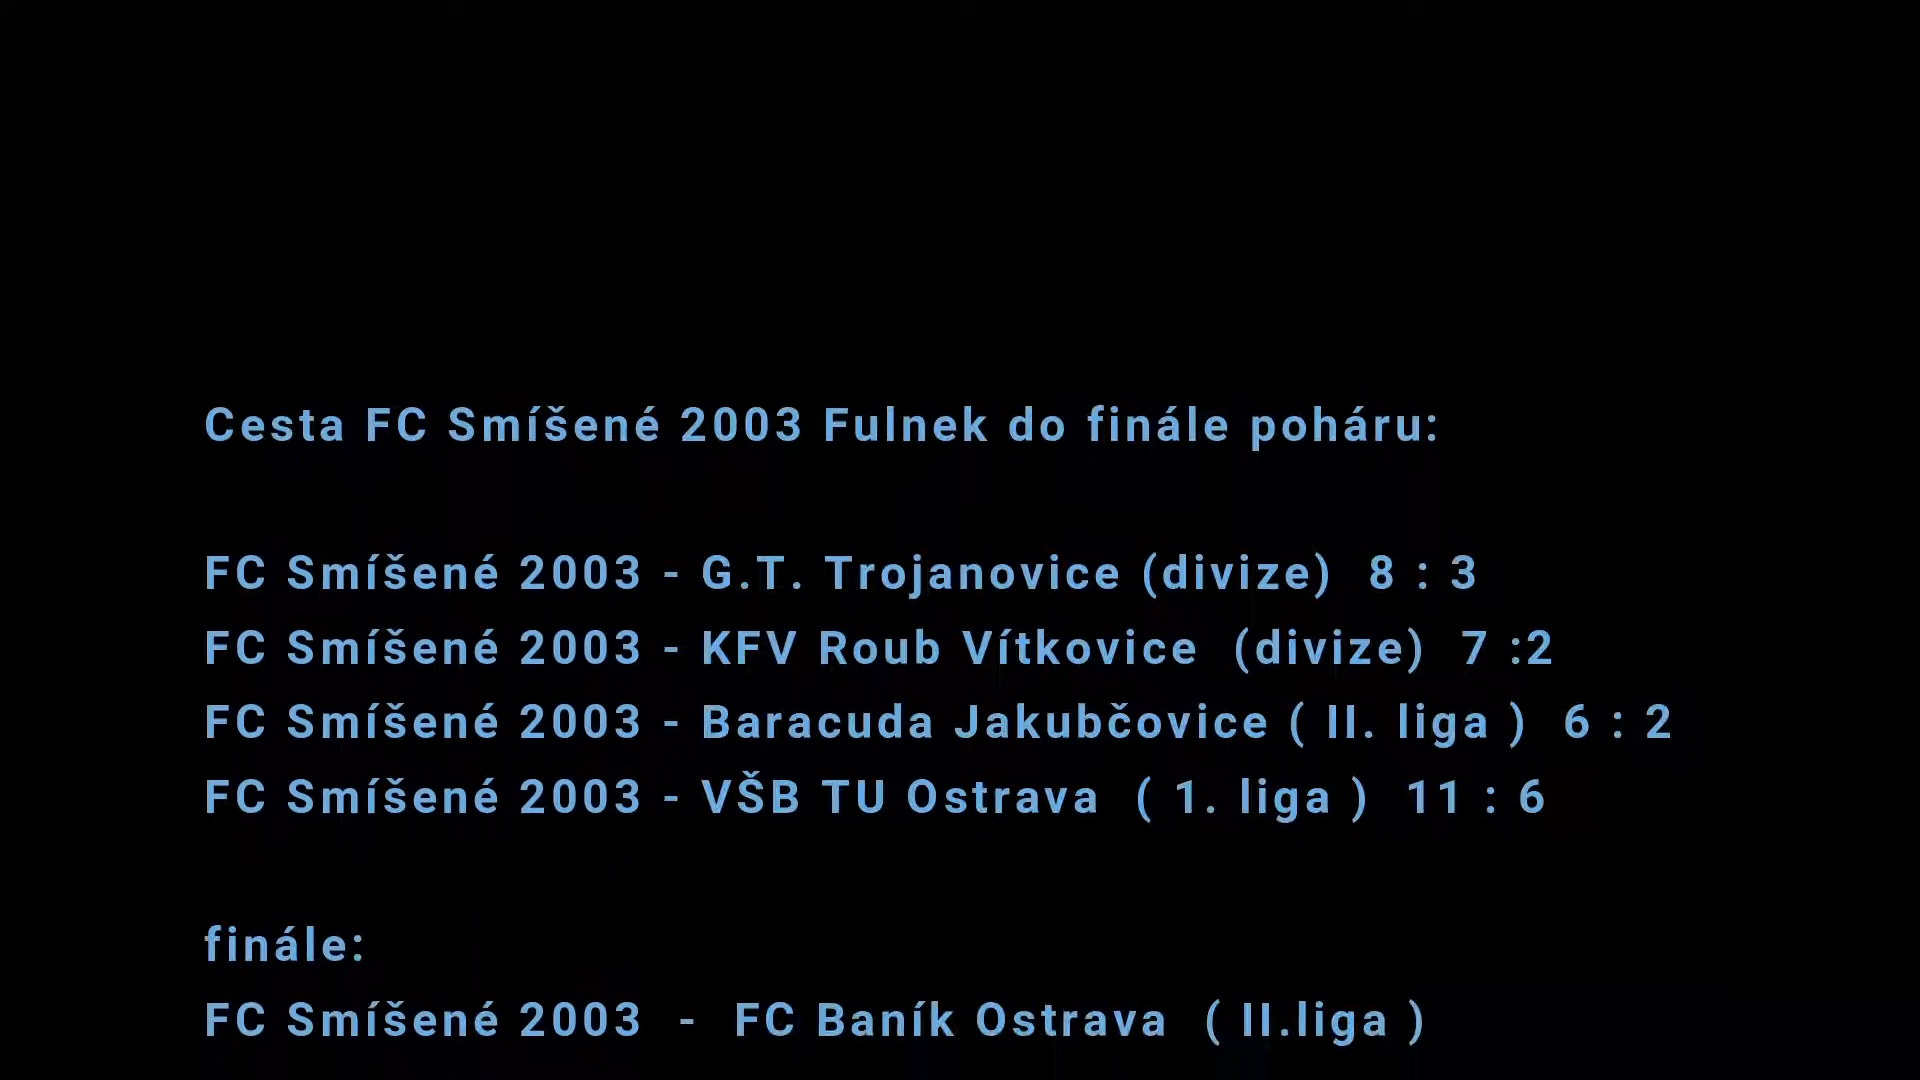 Cesta FC Smíšené 2003 Fulnek do finále poháru:
FC Smíšené 2003 - G.T. Trojanovice (divize)  8 : 3
FC Smíšené 2003 - KFV Roub Vítkovice  (divize)  7 :2
FC Smíšené 2003 - Baracuda Jakubčovice ( II. liga )  6 : 2
FC Smíšené 2003 - VŠB TU Ostrava  ( 1. liga )  11 : 6
finále:
FC Smíšené 2003  -  FC Baník Ostrava  ( II.liga )